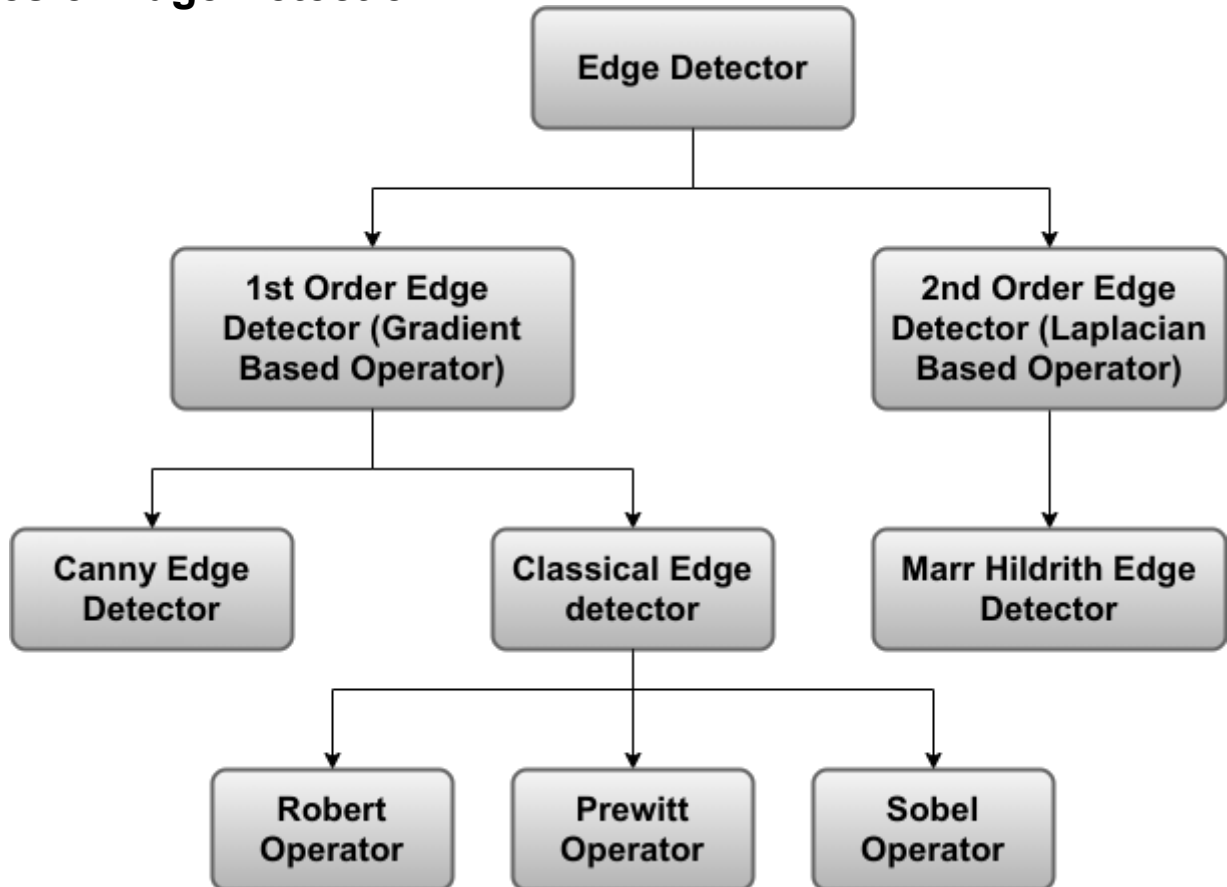 Edge Detector
1st Order Edge
Detector (Gradient
Based Operator)
2nd Order Edge
Detector (Laplacian
Based Operator)
Canny Edge
Detector
Classical Edge
detector
Marr Hildrith Edge
Detector
Robert
Operator
Prewitt
Operator
Sobel
Operator